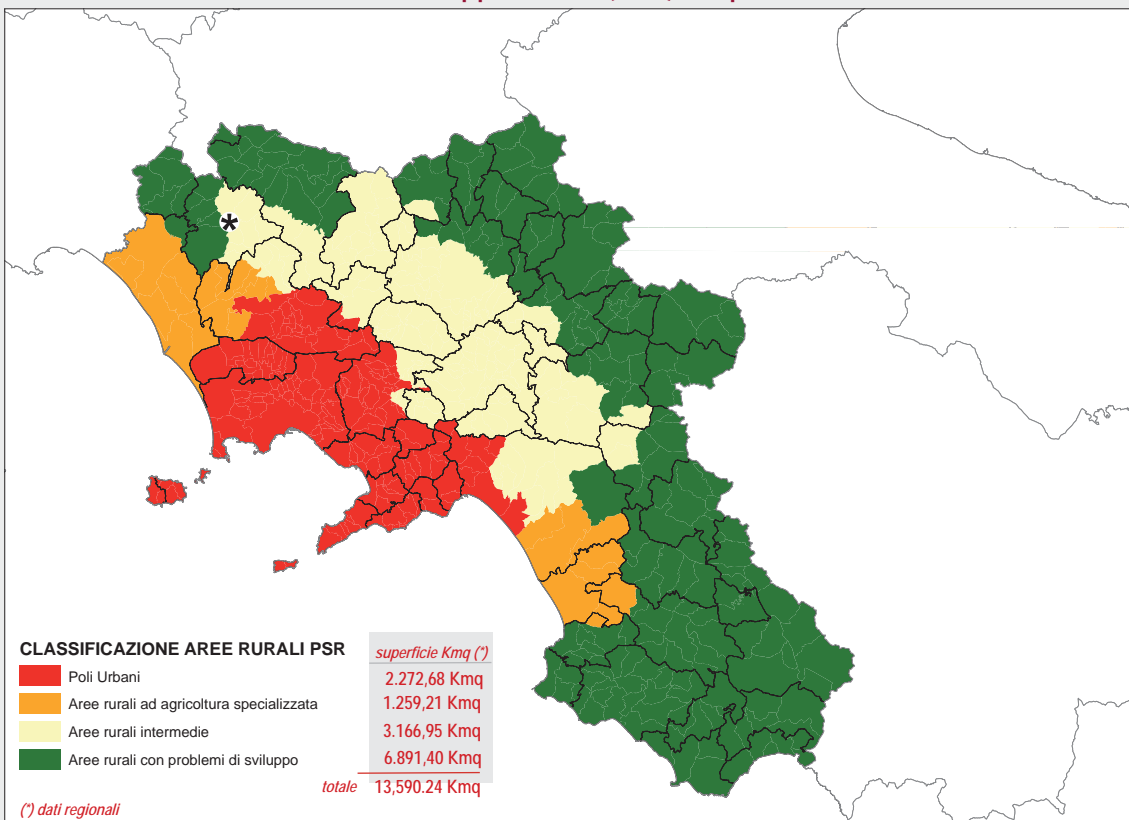 CLASSIFICAZIONE AREE RURALI PSR
superficie Kmq (*)
Poli Urbani 2.272,68 Kmq
Aree rurali ad agricoltura specializzata 1.259,21 Kmq
Aree rurali intermedie 3.166,95 Kmq
Aree rurali con problemi di sviluppo 6.891,40 Kmq
totale 13,590.24 Kmq
(*) dati regionali
*